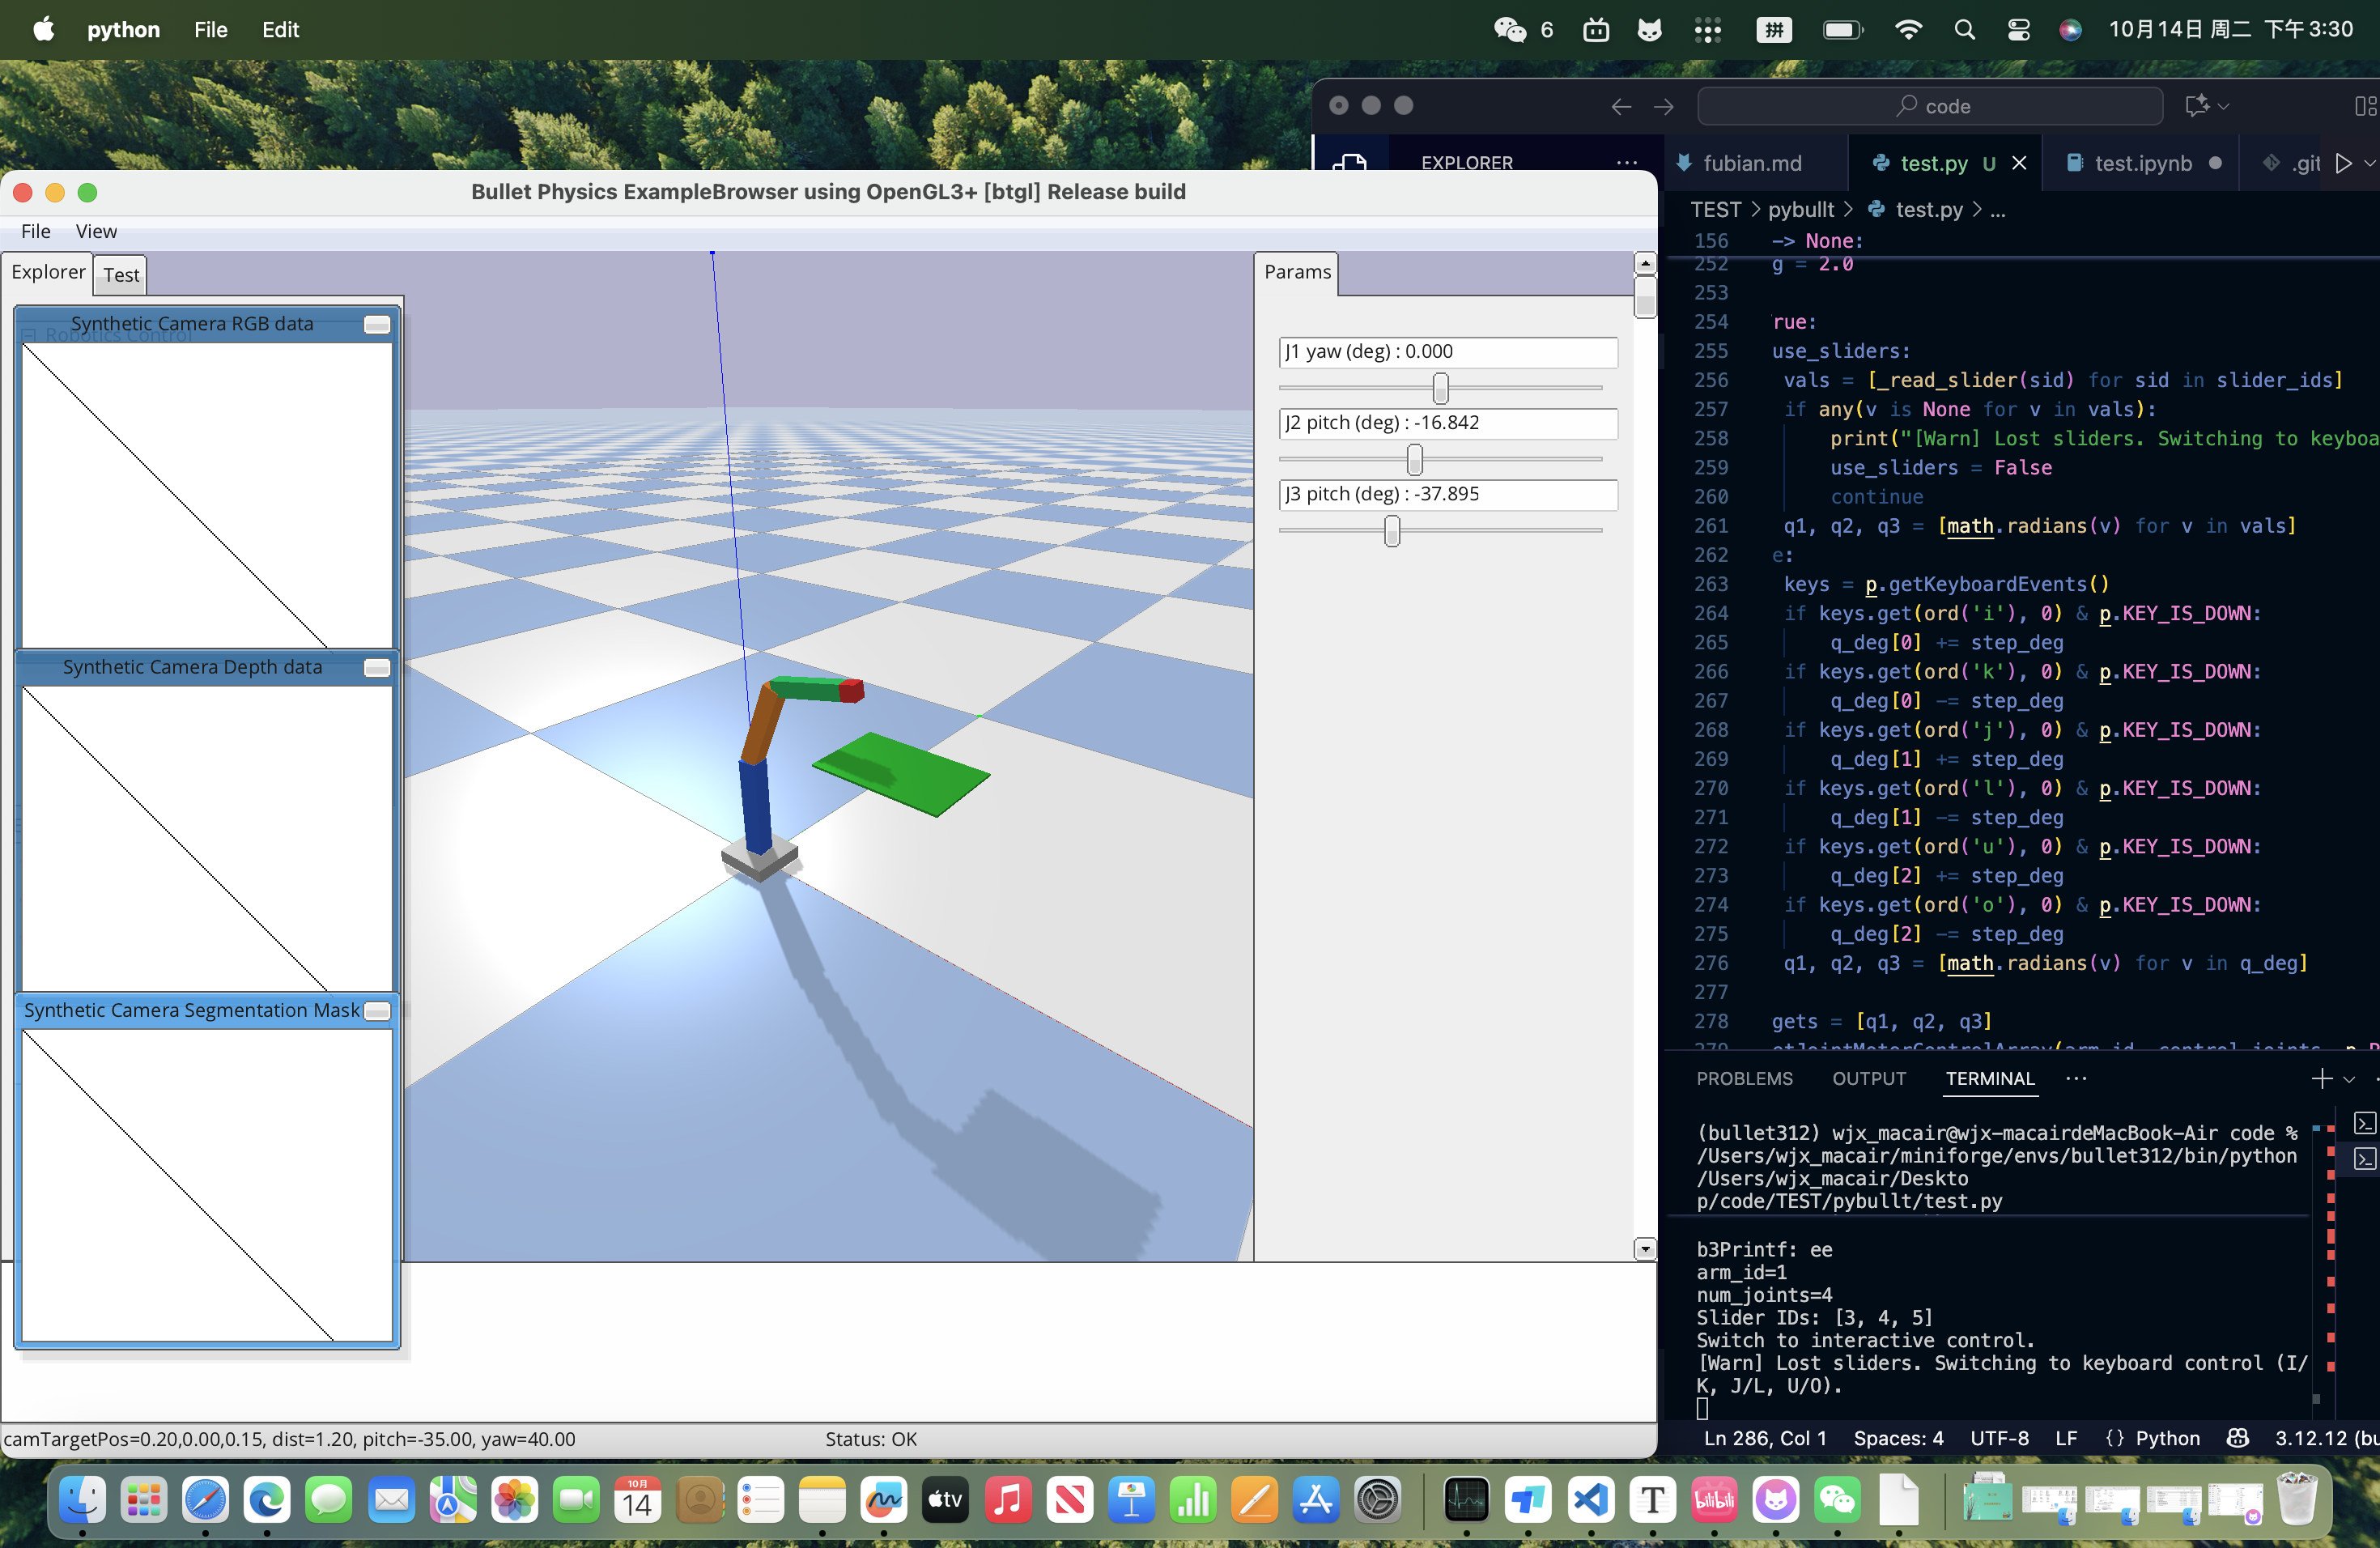 python File Edit 6 拼 10月14日 周二 下午3:30
code
EXPLORER ...
fubian.md test.py U test.ipynb .git
TEST > pybullt > test.py > ...
Bullet Physics ExampleBrowser using OpenGL3+ [btgl] Release build
File View
Explorer Test
Synthetic Camera RGB data
Robotics Control
Synthetic Camera Depth data
Synthetic Camera Segmentation Mask
Params
J1 yaw (deg) : 0.000
J2 pitch (deg) : -16.842
J3 pitch (deg) : -37.895
camTargetPos=0.20,0.00,0.15, dist=1.20, pitch=-35.00, yaw=40.00
Status: OK
156 -> None:
252 g = 2.0
253
254 rue:
255 use_sliders:
256 vals = [_read_slider(sid) for sid in slider_ids]
257 if any(v is None for v in vals):
258 print("[Warn] Lost sliders. Switching to keyboa
259 use_sliders = False
260 continue
261 q1, q2, q3 = [math.radians(v) for v in vals]
262 e:
263 keys = p.getKeyboardEvents()
264 if keys.get(ord('i'), 0) & p.KEY_IS_DOWN:
265 q_deg[0] += step_deg
266 if keys.get(ord('k'), 0) & p.KEY_IS_DOWN:
267 q_deg[0] -= step_deg
268 if keys.get(ord('j'), 0) & p.KEY_IS_DOWN:
269 q_deg[1] += step_deg
270 if keys.get(ord('l'), 0) & p.KEY_IS_DOWN:
271 q_deg[1] -= step_deg
272 if keys.get(ord('u'), 0) & p.KEY_IS_DOWN:
273 q_deg[2] += step_deg
274 if keys.get(ord('o'), 0) & p.KEY_IS_DOWN:
275 q_deg[2] -= step_deg
276 q1, q2, q3 = [math.radians(v) for v in q_deg]
277
278 gets = [q1, q2, q3]
279 etJointMotorControlArray(arm_id, control_joints, p.P
PROBLEMS OUTPUT TERMINAL ...
(bullet312) wjx_macair@wjx-macairdeMacBook-Air code %
/Users/wjx_macair/miniforge/envs/bullet312/bin/python
/Users/wjx_macair/Deskto
p/code/TEST/pybullt/test.py
b3Printf: ee
arm_id=1
num_joints=4
Slider IDs: [3, 4, 5]
Switch to interactive control.
[Warn] Lost sliders. Switching to keyboard control (I/
K, J/L, U/O).
Ln 286, Col 1 Spaces: 4 UTF-8 LF {} Python 3.12.12 (bu
10月
14
tv
T
bilibili